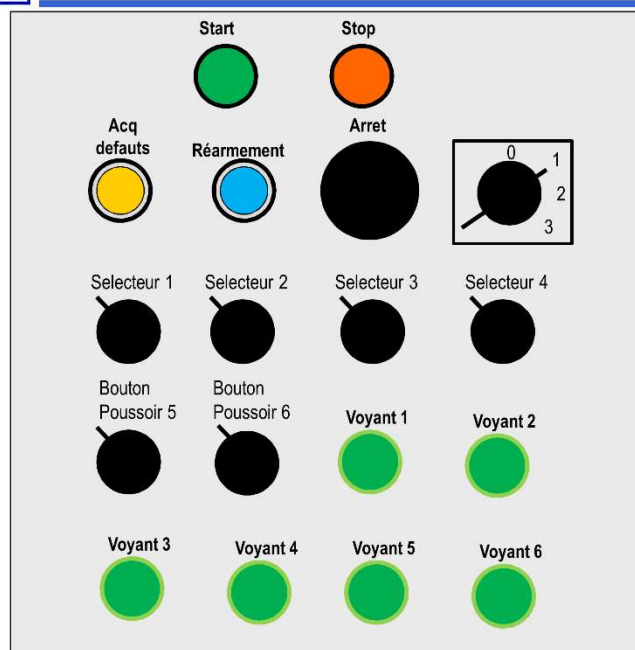 Start
Stop
Acq
defauts
Réarmement
Arret
0
1
2
3
Selecteur 1
Selecteur 2
Selecteur 3
Selecteur 4
Bouton
Poussoir 5
Bouton
Poussoir 6
Voyant 1
Voyant 2
Voyant 3
Voyant 4
Voyant 5
Voyant 6